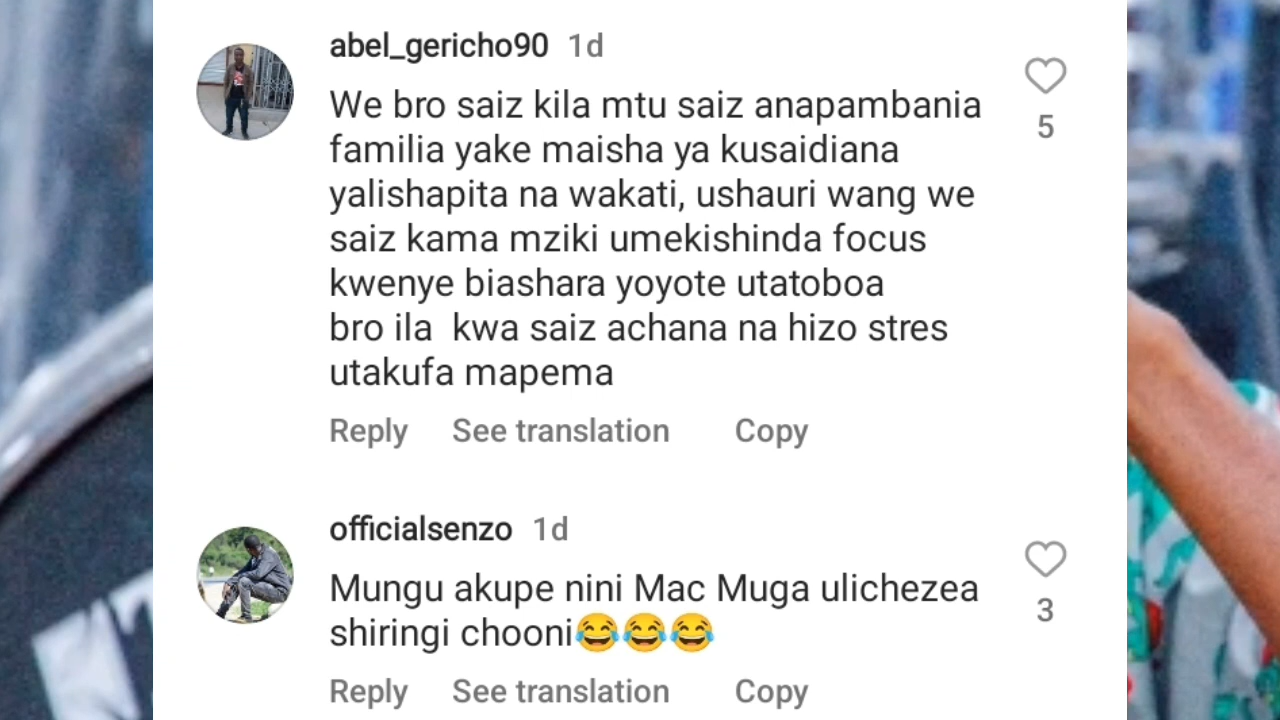 abel_gericho90 1d
We bro saiz kila mtu saiz anapambania
familia yake maisha ya kusaidiana
yalishapita na wakati, ushauri wang we
saiz kama mziki umekishinda focus
kwenye biashara yoyote utatoboa
bro ila  kwa saiz achana na hizo stres
utakufa mapema
5
Reply See translation Copy
officialsenzo 1d
Mungu akupe nini Mac Muga ulichezea
shiringi chooni😂😂😂
3
Reply See translation Copy